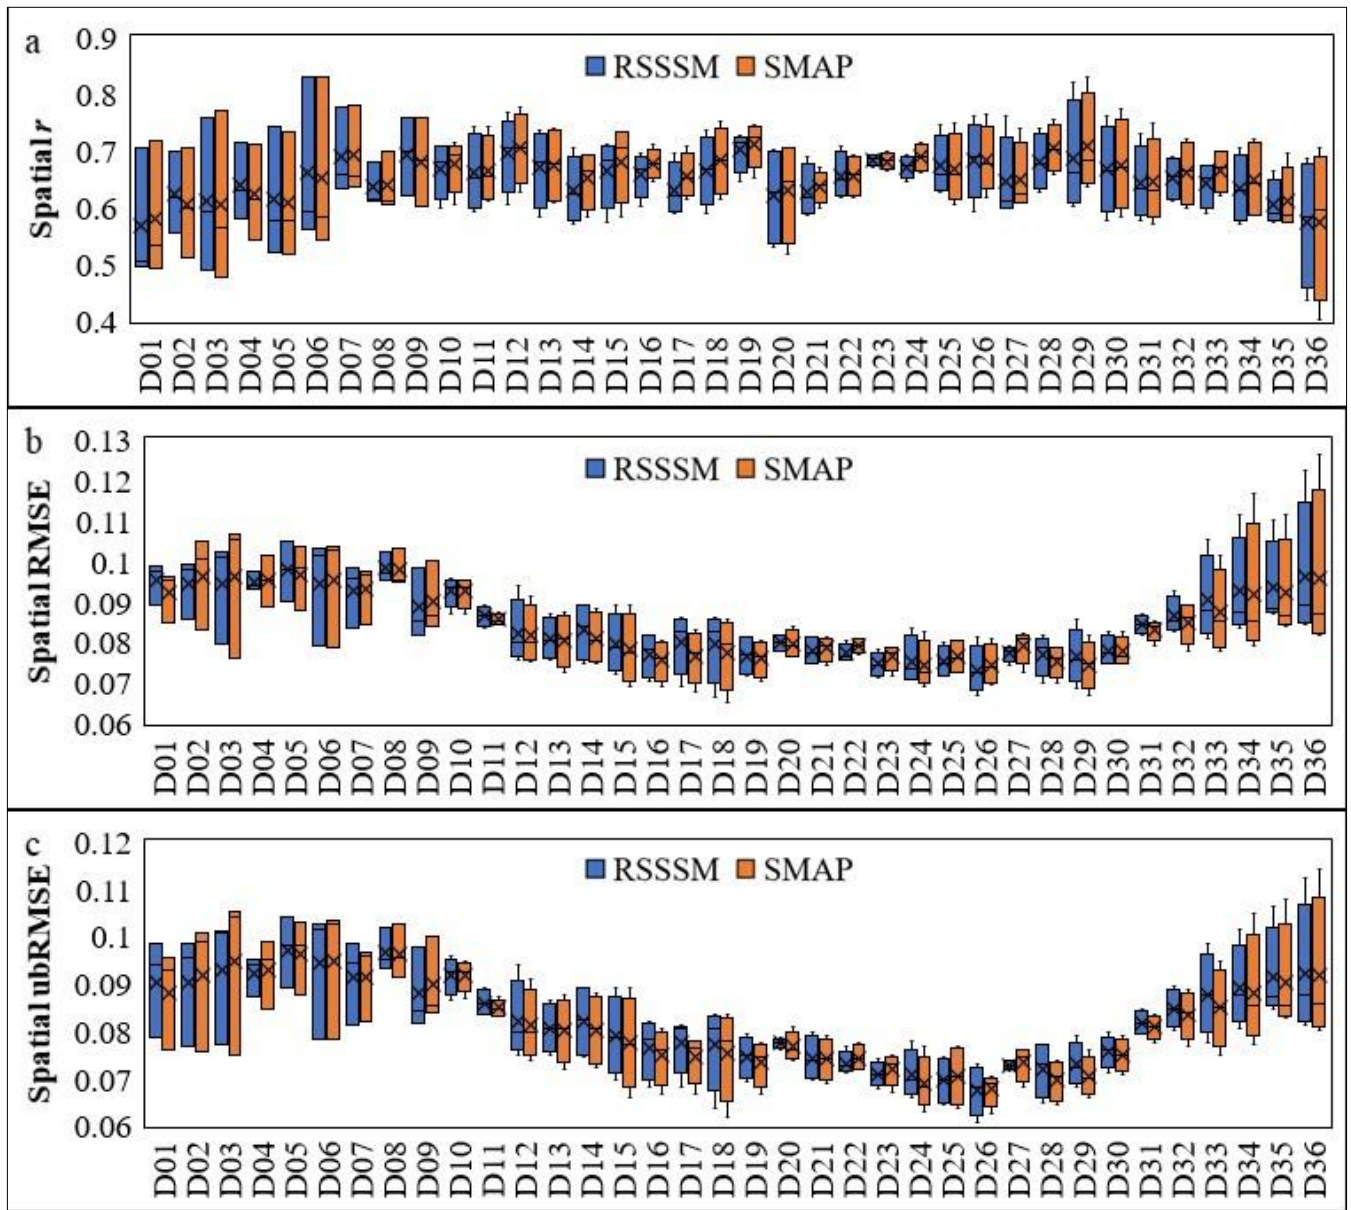 a
0.9
0.8
0.7
0.6
0.5
0.4
Spatial r
RSSSM SMAP
D01 D02 D03 D04 D05 D06 D07 D08 D09 D10 D11 D12 D13 D14 D15 D16 D17 D18 D19 D20 D21 D22 D23 D24 D25 D26 D27 D28 D29 D30 D31 D32 D33 D34 D35 D36
b
0.13
0.12
0.11
0.1
0.09
0.08
0.07
0.06
Spatial RMSE
RSSSM SMAP
D01 D02 D03 D04 D05 D06 D07 D08 D09 D10 D11 D12 D13 D14 D15 D16 D17 D18 D19 D20 D21 D22 D23 D24 D25 D26 D27 D28 D29 D30 D31 D32 D33 D34 D35 D36
c
0.12
0.11
0.1
0.09
0.08
0.07
0.06
Spatial ubRMSE
RSSSM SMAP
D01 D02 D03 D04 D05 D06 D07 D08 D09 D10 D11 D12 D13 D14 D15 D16 D17 D18 D19 D20 D21 D22 D23 D24 D25 D26 D27 D28 D29 D30 D31 D32 D33 D34 D35 D36